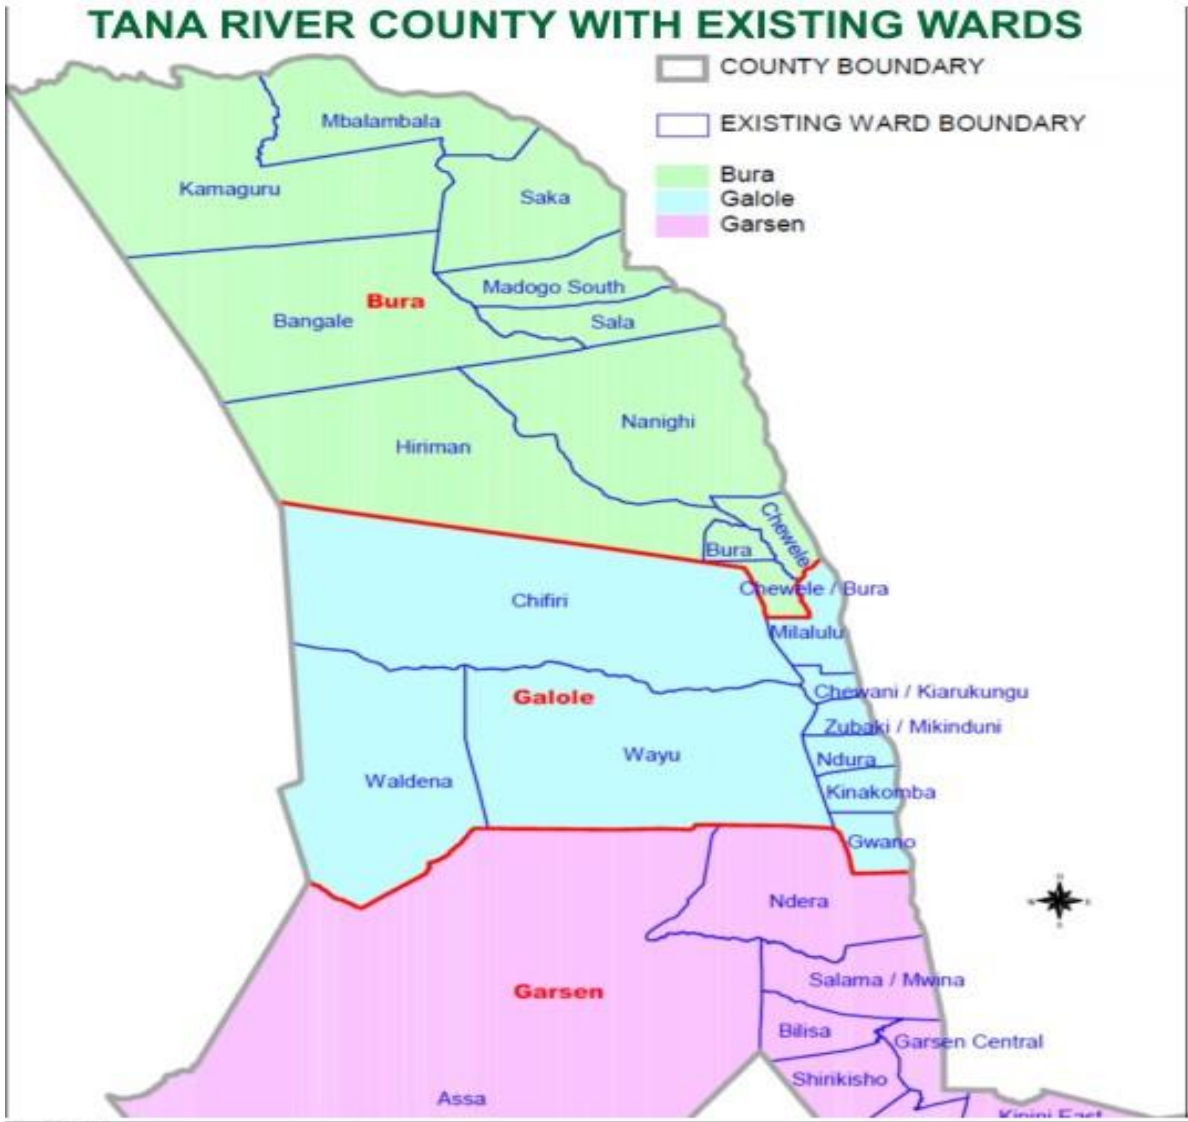 TANA RIVER COUNTY WITH EXISTING WARDS
COUNTY BOUNDARY
EXISTING WARD BOUNDARY
Bura
Galole
Garsen
Mbalambala
Kamaguru
Saka
Madogo South
Bura
Bangale
Sala
Nanighi
Hiriman
Chewele
Bura
Chewele / Bura
Chifiri
Milalulu
Chewani / Kiarukungu
Galole
Zubaki / Mikinduni
Wayu
Ndura
Waldena
Kinakomba
Gwano
Ndera
Salama / Mwina
Garsen
Bilisa
Garsen Central
Shirikisho
Assa
Kipini East